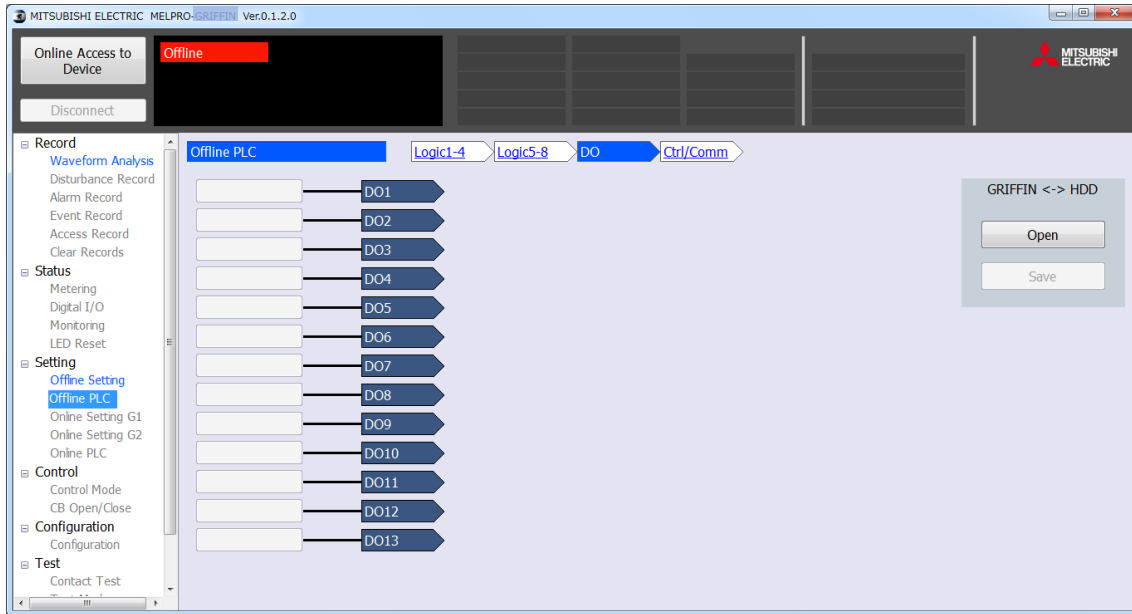 MITSUBISHI ELECTRIC MELPRO-GRIFFIN Ver.0.1.2.0
Online Access to
Device
Disconnect
Offline
MITSUBISHI
ELECTRIC
Record
Waveform Analysis
Disturbance Record
Alarm Record
Event Record
Access Record
Clear Records
Status
Metering
Digital I/O
Monitoring
LED Reset
Setting
Offline Setting
Offline PLC
Online Setting G1
Online Setting G2
Online PLC
Control
Control Mode
CB Open/Close
Configuration
Configuration
Test
Contact Test
Offline PLC
Logic1-4
Logic5-8
DO
Ctrl/Comm
DO1
DO2
DO3
DO4
DO5
DO6
DO7
DO8
DO9
DO10
DO11
DO12
DO13
GRIFFIN <-> HDD
Open
Save